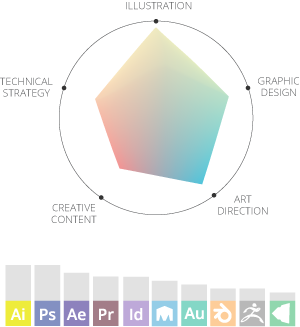 ILLUSTRATION
TECHNICAL
STRATEGY
GRAPHIC
DESIGN
CREATIVE
CONTENT
ART
DIRECTION
Ai Ps Ae Pr Id Au